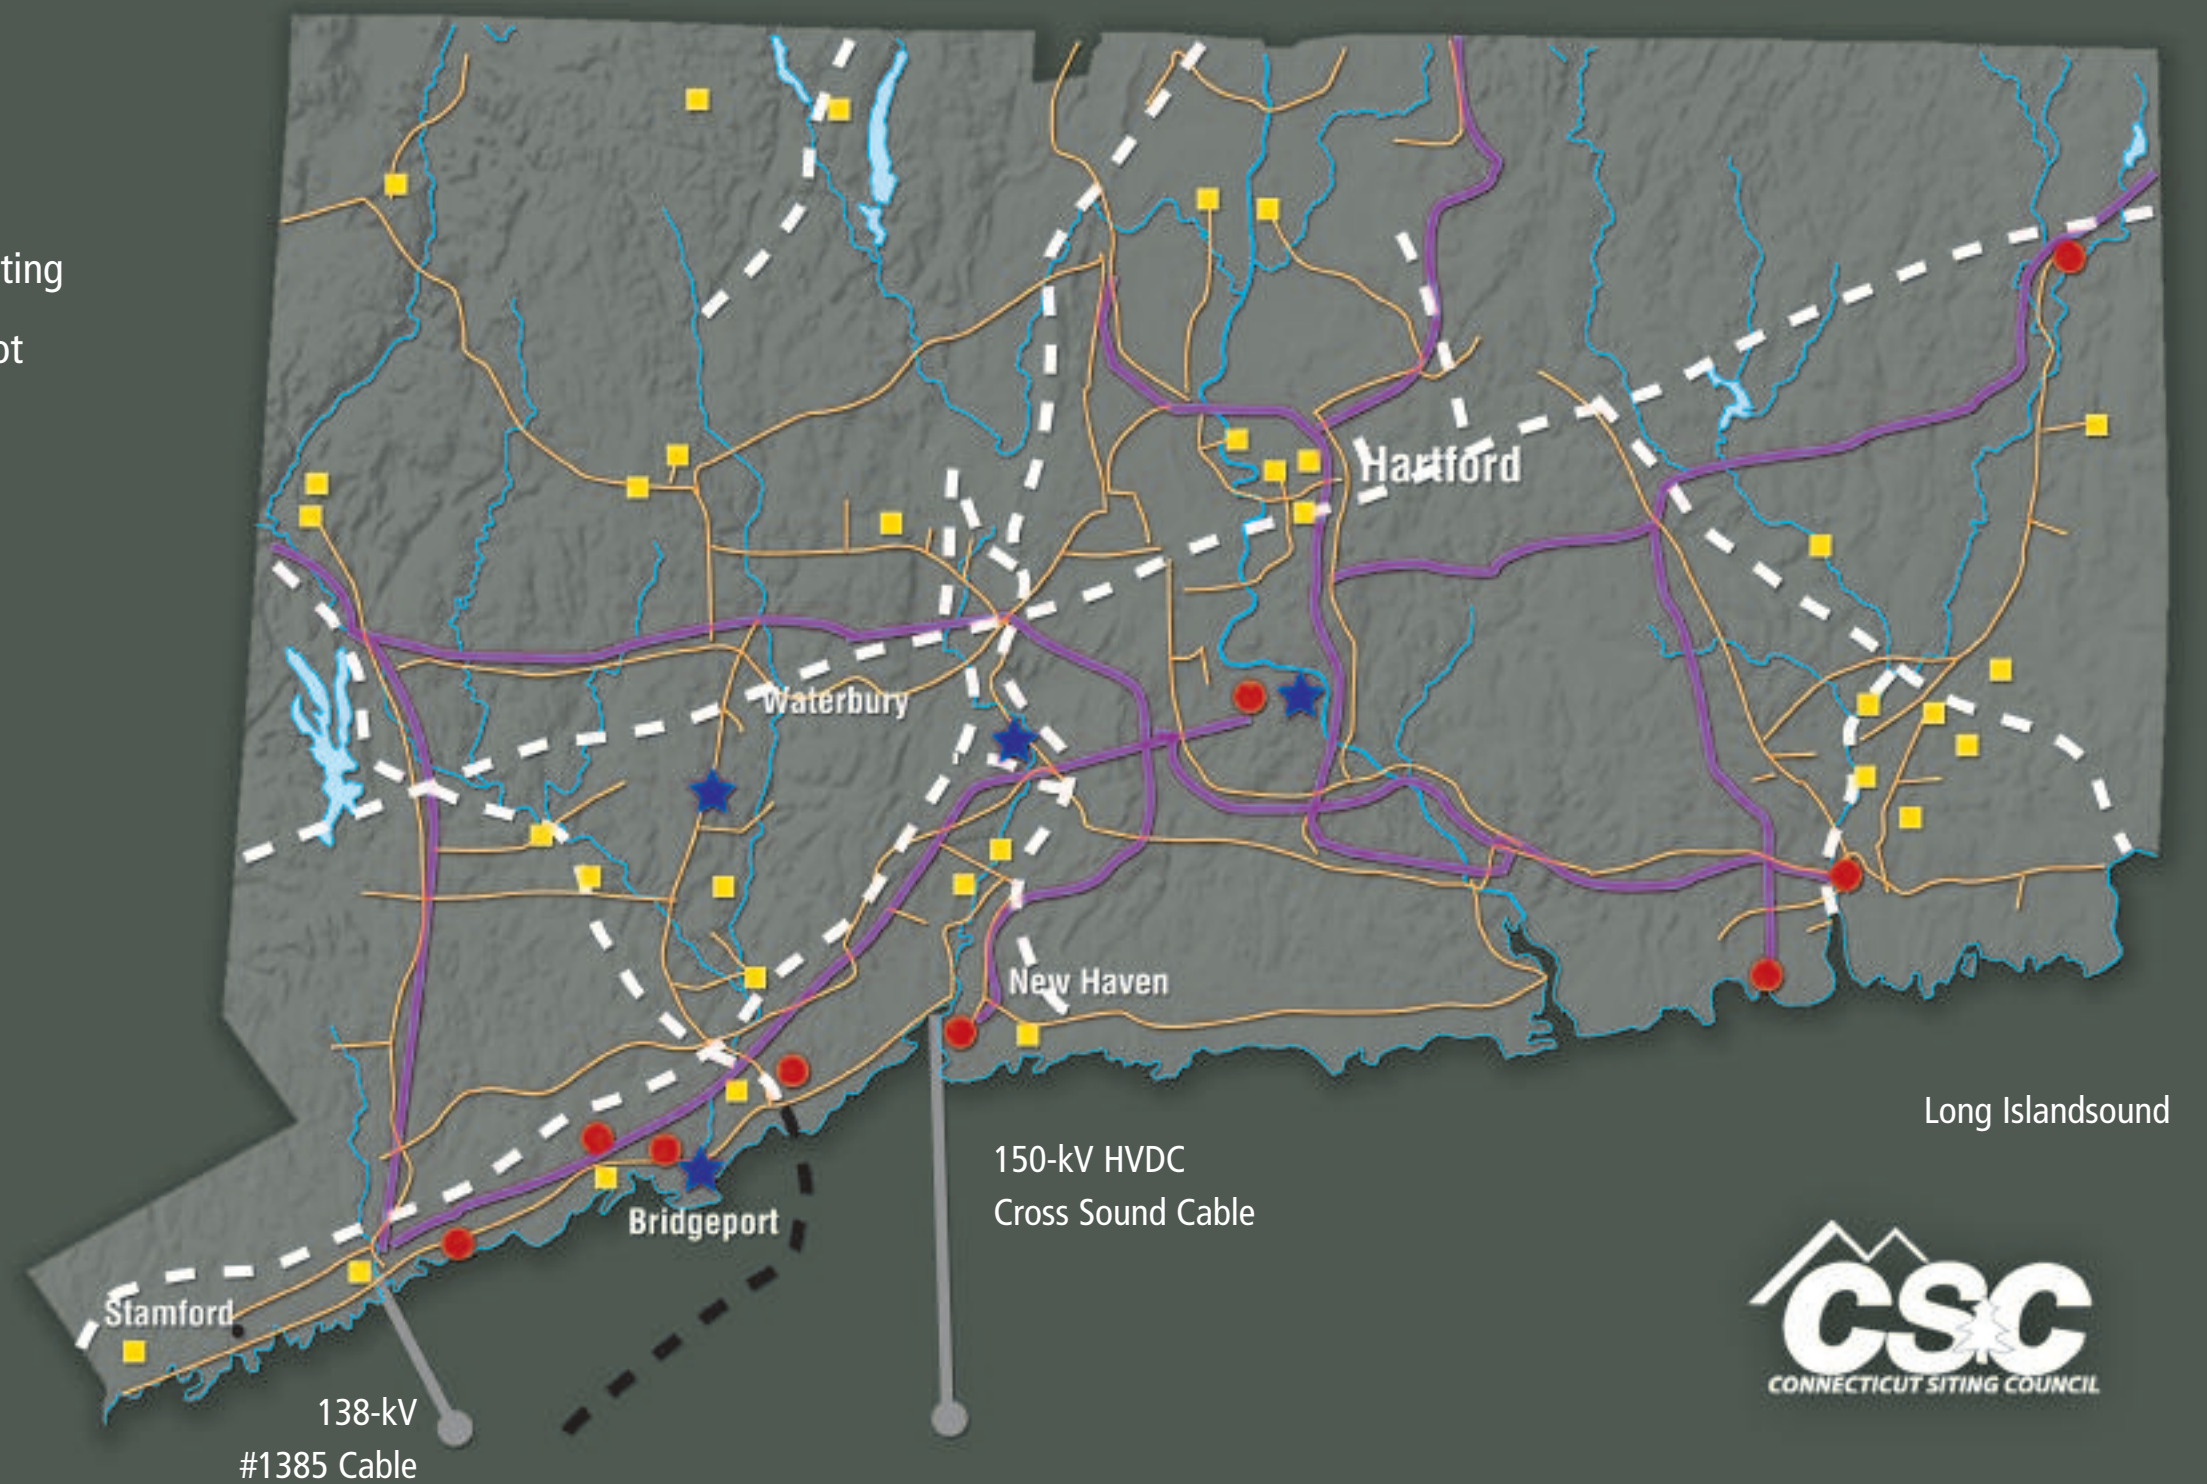 ting
ot
Hartford
Waterbury
New Haven
Long Islandsound
150-kV HVDC
Cross Sound Cable
Bridgeport
Stamford
138-kV
#1385 Cable
CSC
CONNECTICUT SITING COUNCIL